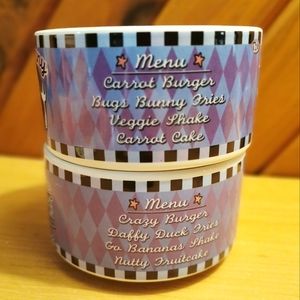 Menu
Carrot Burger
Bugs Bunny Fries
Veggie Shake
Carrot Cake
Menu
Crazy Burger
Daffy Duck Fries
Go Bananas Shake
Nutty Fruitcake